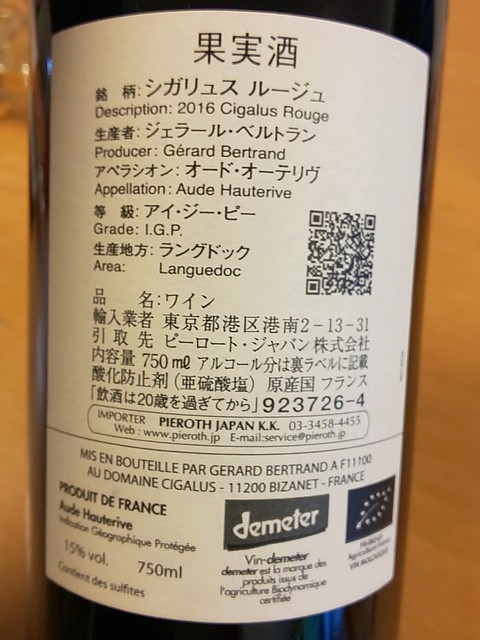 果実酒
銘 柄: シガリュス ルージュ
Description: 2016 Cigalus Rouge
生産者: ジェラール・ベルトラン
Producer: Gérard Bertrand
アペラシオン: オード・オーテリヴ
Appellation: Aude Hauterive
等 級: アイ・ジー・ピー
Grade: I.G.P.
生産地方: ラングドック
Area: Languedoc
品 名: ワイン
輸入業者 東京都港区港南2-13-31
引 取 先 ピーロート・ジャパン株式会社
内容量 750㎖ アルコール分は裏ラベルに記載
酸化防止剤（亜硫酸塩）原産国 フランス
「飲酒は20歳を過ぎてから」923726-4
IMPORTER PIEROTH JAPAN K.K. 03-3458-4455
Web : www.pieroth.jp E-mail:service@pieroth.jp
MIS EN BOUTEILLE PAR GERARD BERTRAND A F11100
AU DOMAINE CIGALUS - 11200 BIZANET - FRANCE
PRODUIT DE FRANCE
Aude Hauterive
Indication Géographique Protégée
15% vol. 750ml
Contient des sulfites
demeter
Vin-demeter
demeter est la marque des
produits issus de
l'agriculture Biodynamique
certifiée
Agriculture France
VIN BIOLOGIQUE